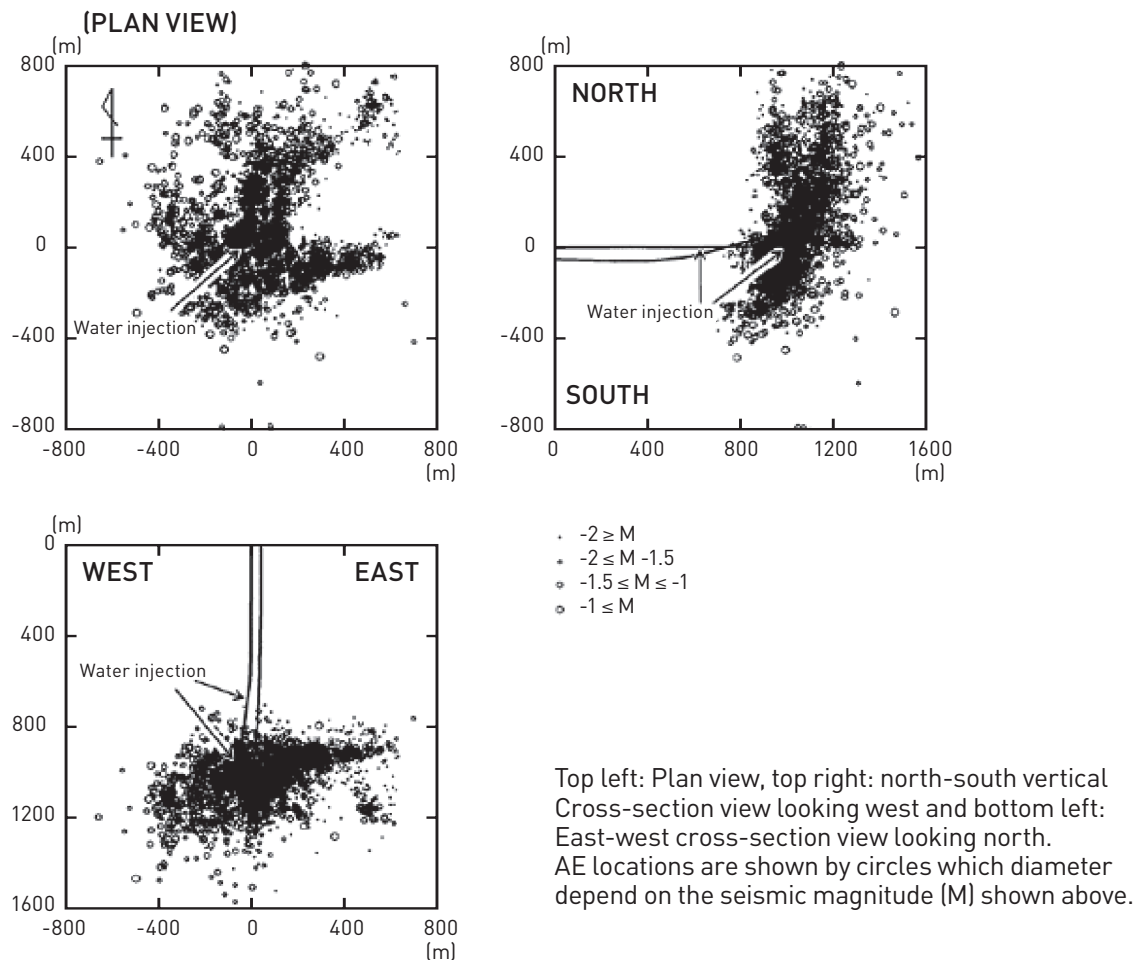 (PLAN VIEW)
(m)
800
400
0
-400
-800
-800 -400 0 400 800
(m)
Water injection
(m)
800
400
0
-400
-800
NORTH
Water injection
SOUTH
0 400 800 1200 1600
(m)
(m)
0
400
800
1200
1600
WEST EAST
Water injection
-800 -400 0 400 800
(m)
-2 ≥ M
-2 ≤ M -1.5
-1.5 ≤ M ≤ -1
-1 ≤ M
Top left: Plan view, top right: north-south vertical
Cross-section view looking west and bottom left:
East-west cross-section view looking north.
AE locations are shown by circles which diameter
depend on the seismic magnitude (M) shown above.